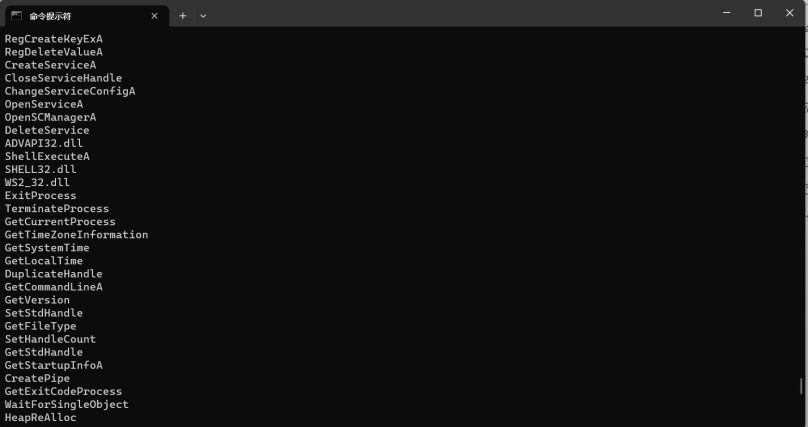 命令提示符
RegCreateKeyExA
RegDeleteValueA
CreateServiceA
CloseServiceHandle
ChangeServiceConfigA
OpenServiceA
OpenSCManagerA
DeleteService
ADVAPI32.dll
ShellExecuteA
SHELL32.dll
WS2_32.dll
ExitProcess
TerminateProcess
GetCurrentProcess
GetTimeZoneInformation
GetSystemTime
GetLocalTime
DuplicateHandle
GetCommandLineA
GetVersion
SetStdHandle
GetFileType
SetHandleCount
GetStdHandle
GetStartupInfoA
CreatePipe
GetExitCodeProcess
WaitForSingleObject
HeapReAlloc